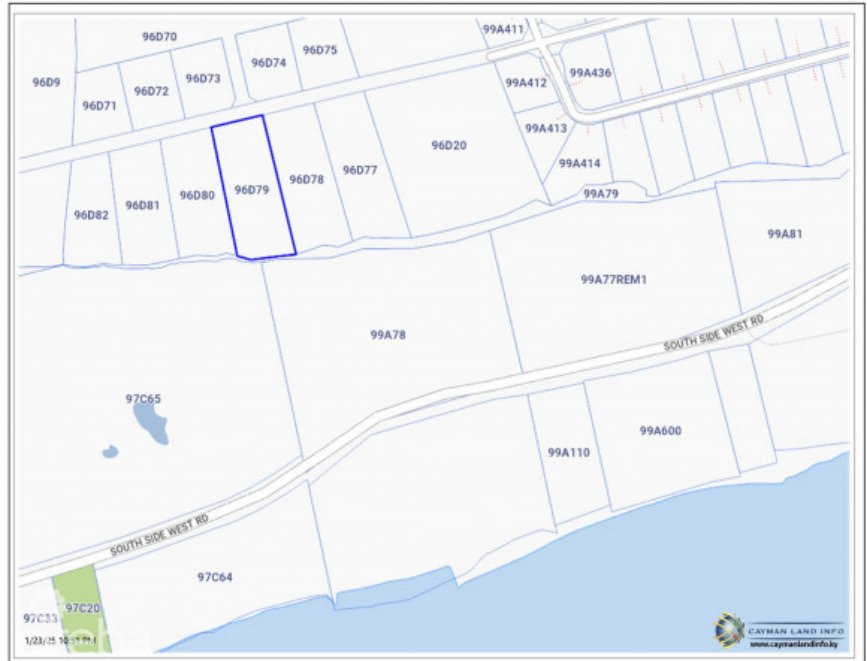 99A411
96D70
96D75
96D74
96D9
96D73
96D72
96D71
99A412
99A436
99A413
96D20
99A414
96D77
96D78
96D79
96D80
96D81
96D82
99A79
99A81
99A77REM1
99A78
SOUTH SIDE WEST RD
97C65
99A600
99A110
SOUTH SIDE WEST RD
97C64
97C20
97C33
CAYMAN LAND INFO
www.caymanlandinfo.ky